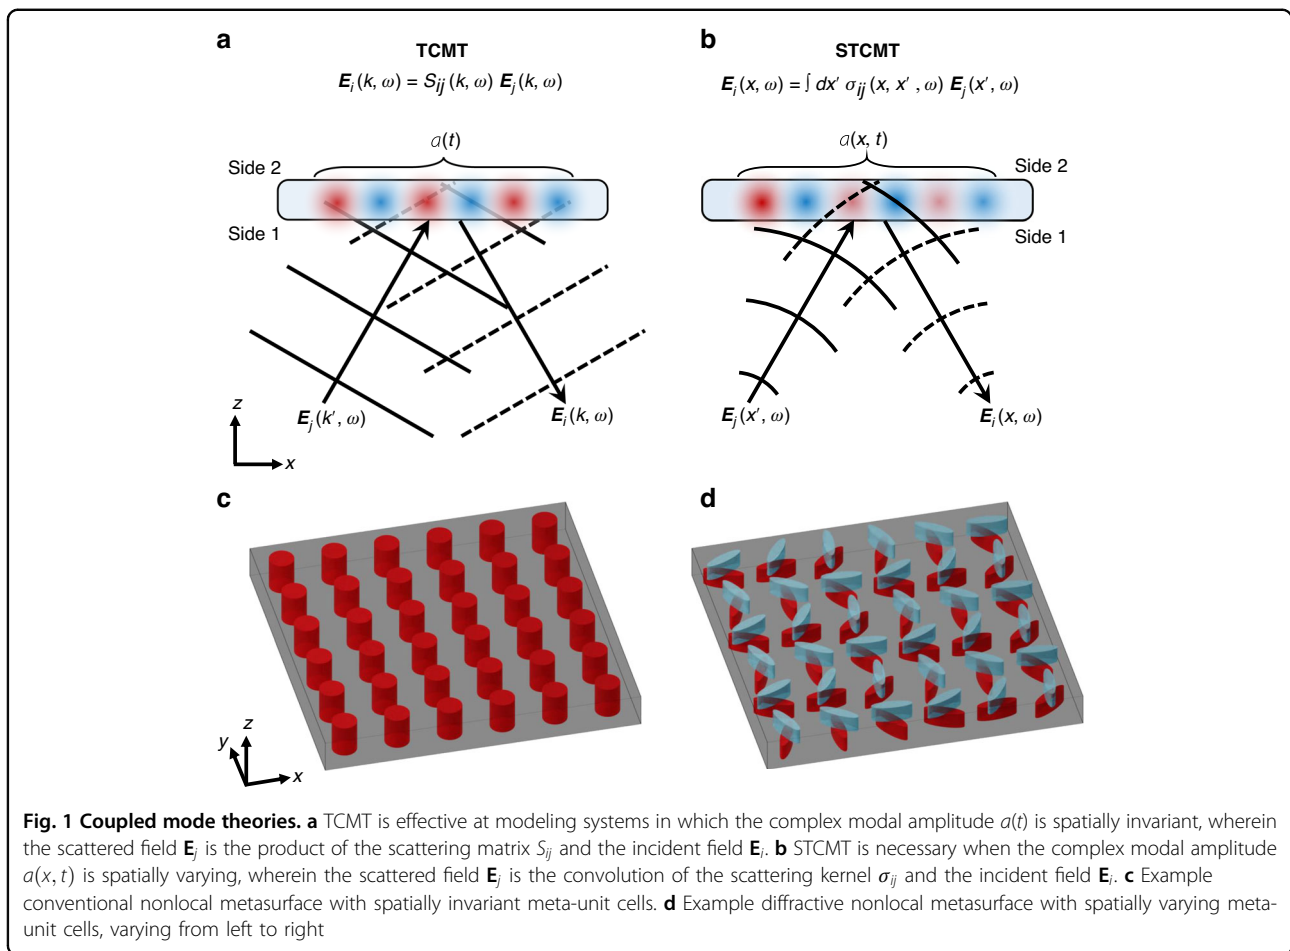 a
TCMT
E_i(k, ω) = S_ij(k, ω) E_j(k, ω)
a(t)
Side 2
Side 1
E_j(k′, ω)
E_i(k, ω)
z
x
b
STCMT
E_i(x, ω) = ∫ dx′ σ_ij(x, x′, ω) E_j(x′, ω)
a(x, t)
Side 2
Side 1
E_j(x′, ω)
E_i(x, ω)
c
y
z
x
d
Fig. 1 Coupled mode theories. a TCMT is effective at modeling systems in which the complex modal amplitude a(t) is spatially invariant, wherein
the scattered field E_j is the product of the scattering matrix S_ij and the incident field E_i. b STCMT is necessary when the complex modal amplitude
a(x, t) is spatially varying, wherein the scattered field E_j is the convolution of the scattering kernel σ_ij and the incident field E_i. c Example
conventional nonlocal metasurface with spatially invariant meta-unit cells. d Example diffractive nonlocal metasurface with spatially varying meta-
unit cells, varying from left to right